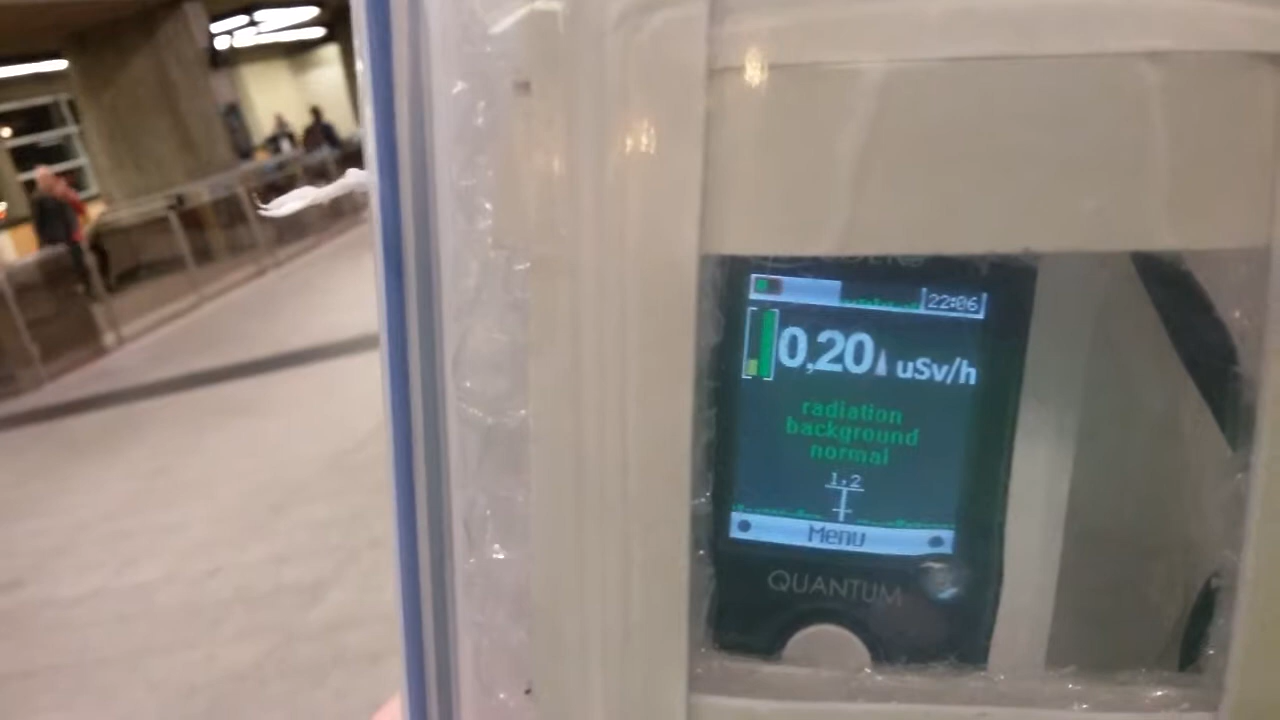 22:06
0,20 uSv/h
radiation
background
normal
1,2
Menu
QUANTUM